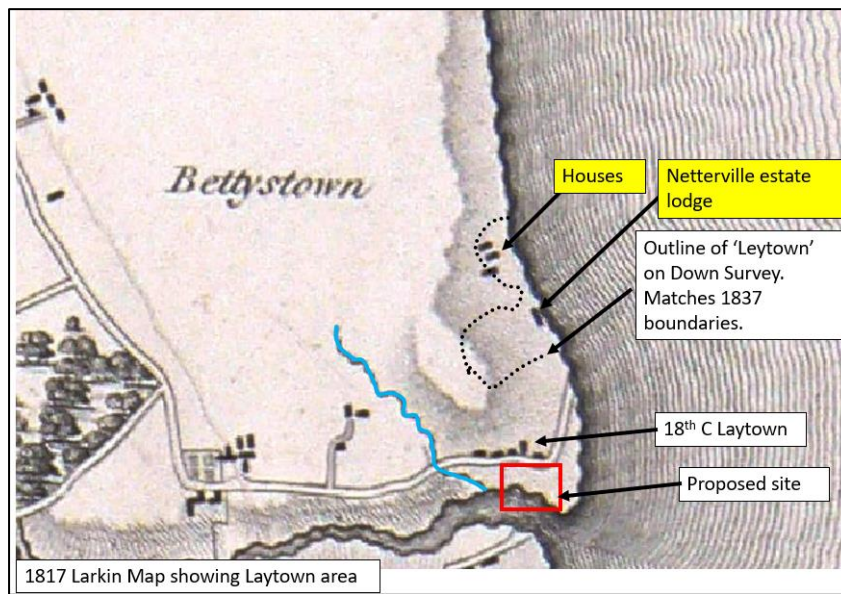 Bettystown
Houses
Netterville estate
lodge
Outline of ‘Leytown’
on Down Survey.
Matches 1837
boundaries.
18th C Laytown
Proposed site
1817 Larkin Map showing Laytown area